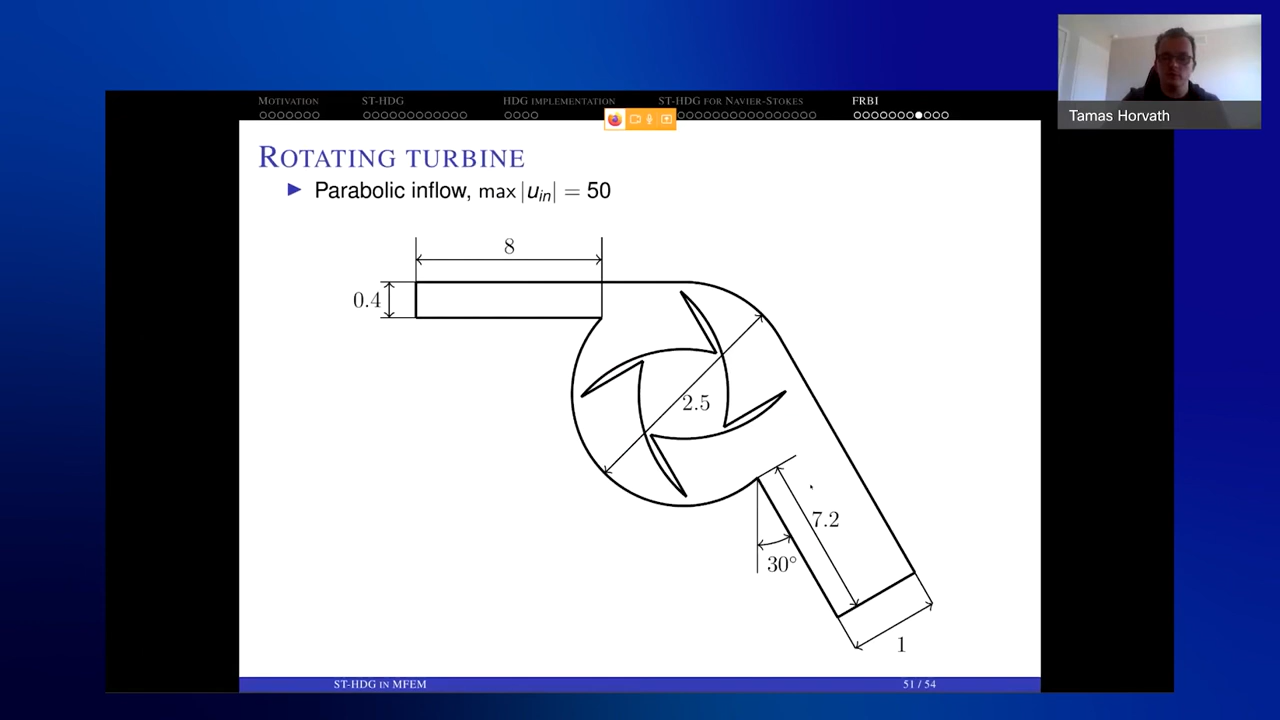 Tamas Horvath
MOTIVATION ST-HDG HDG IMPLEMENTATION ST-HDG FOR NAVIER-STOKES FRBI
ROTATING TURBINE
Parabolic inflow, max |u_in| = 50
8
0.4
2.5
7.2
30°
1
ST-HDG IN MFEM 51 / 54